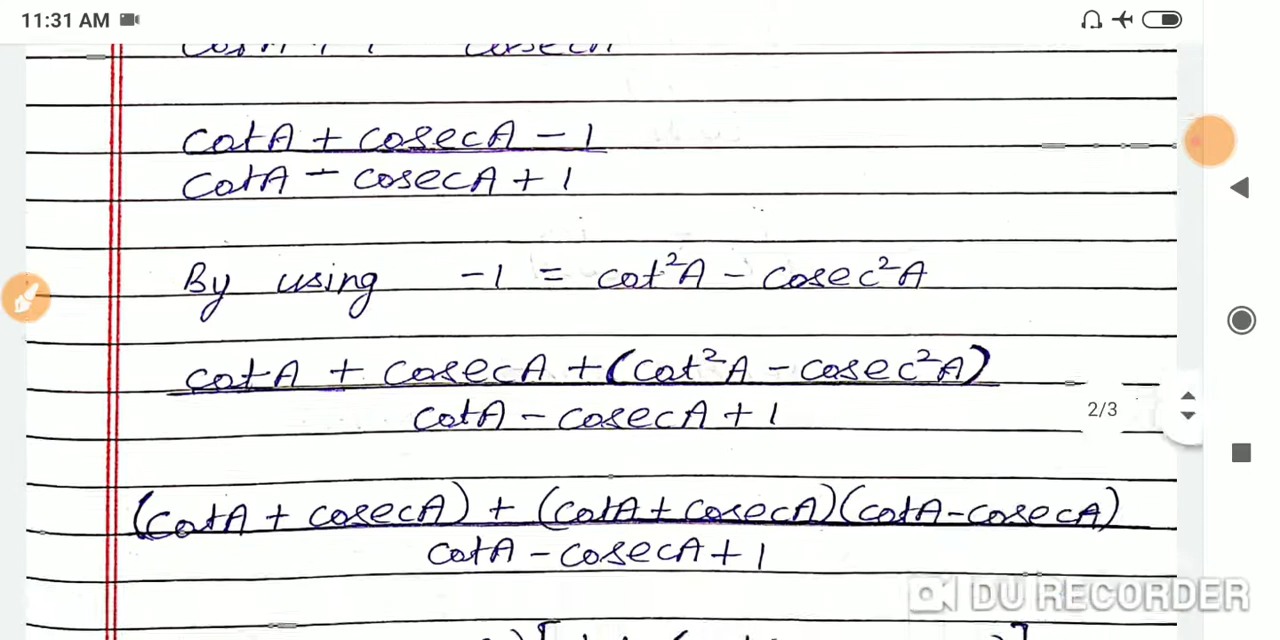 11:31 AM
cotA + cosecA - 1
cotA - cosecA + 1
By using -1 = cot²A - cosec²A
cotA + cosecA + (cot²A - cosec²A)
cotA - cosecA + 1
2/3
(cotA + cosecA) + (cotA + cosecA)(cotA - cosecA)
cotA - cosecA + 1
DU RECORDER